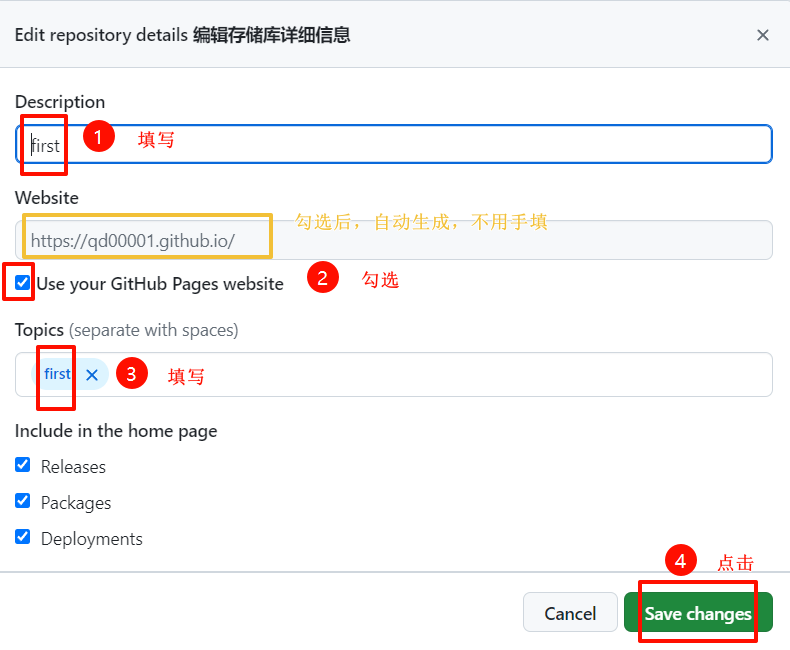 Edit repository details 编辑存储库详细信息
Description
first
1 填写
Website
勾选后，自动生成，不用手填
https://qd00001.github.io/
Use your GitHub Pages website
2 勾选
Topics (separate with spaces)
first
3 填写
Include in the home page
Releases
Packages
Deployments
4 点击
Cancel
Save changes